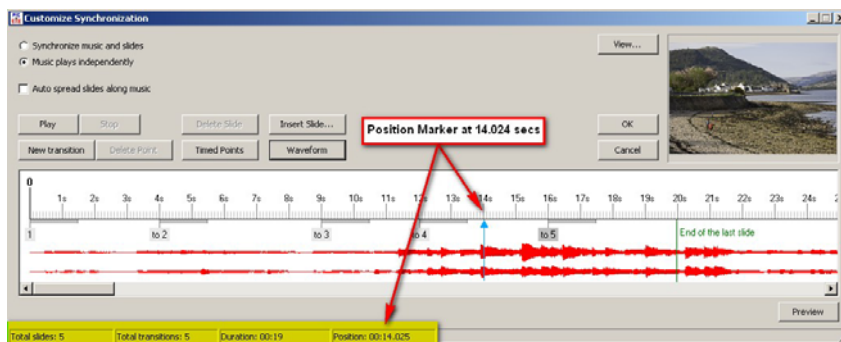 Customize Synchronization
Synchronize music and slides
Music plays independently
Auto spread slides along music
View...
Play Stop Delete Slide Insert Slide... OK
Position Marker at 14.024 secs
New transition Delete Point Timed Points Waveform Cancel
0
1s 2s 3s 4s 5s 6s 7s 8s 9s 10s 11s 12s 13s 14s 15s 16s 17s 18s 19s 20s 21s 22s 23s 24s 2
1 to 2 to 3 to 4 to 5 End of the last slide
Preview
Total slides: 5 Total transitions: 5 Duration: 00:19 Position: 00:14.025